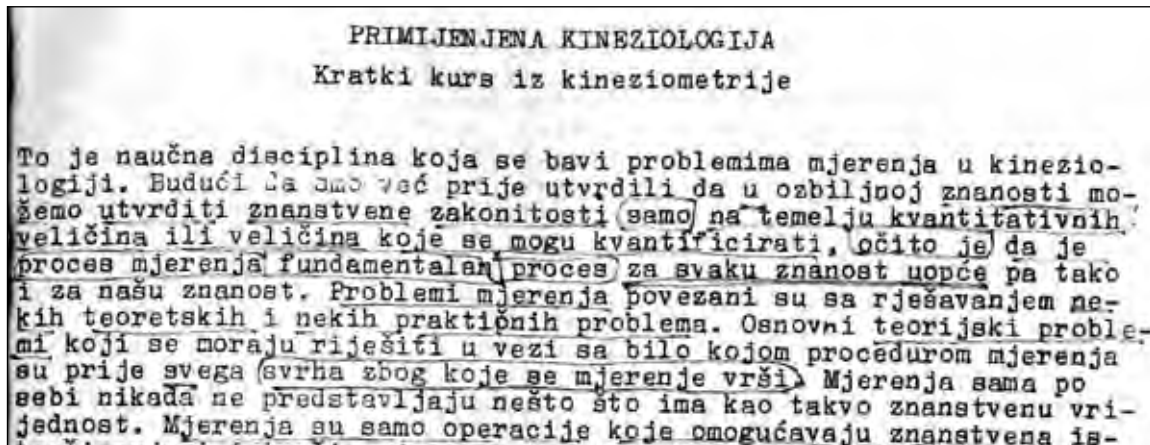 PRIMIJENJENA KINEZIOLOGIJA
Kratki kurs iz kineziometrije
To je naučna disciplina koja se bavi problemima mjerenja u kinezio-
logiji. Budući da smo već prije utvrdili da u ozbiljnoj znanosti mo-
žemo utvrditi znanstvene zakonitosti samo na temelju kvantitativnih
veličina ili veličina koje se mogu kvantificirati, očito je da je
proces mjerenja fundamentalan proces za svaku znanost uopće pa tako
i za našu znanost. Problemi mjerenja povezani su sa rješavanjem ne-
kih teoretskih i nekih praktičnih problema. Osnovni teorijski proble-
mi koji se moraju riješiti u vezi sa bilo kojom procedurom mjerenja
su prije svega svrha zbog koje se mjerenje vrši. Mjerenja sama po
sebi nikada ne predstavljaju nešto što ima kao takvo znanstvenu vri-
jednost. Mjerenja su samo operacije koje omogućavaju znanstvena is-